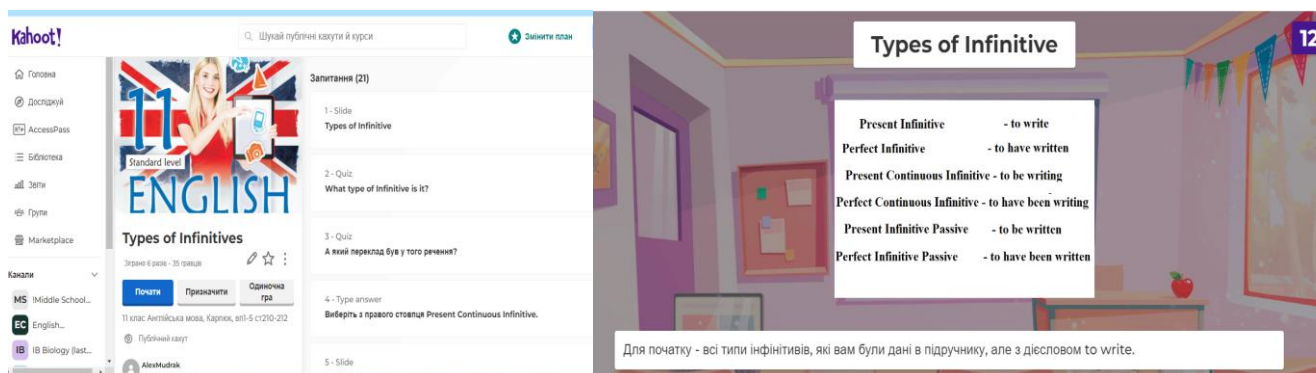 Kahoot!
Шукай публічні кахути й курси
Змінити план
Головна
Досліджуй
AccessPass
Бібліотека
Звіти
Групи
Marketplace
Канали
MS !Middle School...
EC English...
IB IB Biology (last...
11
Standard level
ENGLISH
Types of Infinitives
Зіграно 6 разів · 35 гравців
Почати
Призначити
Одиночна гра
11 клас Англійська мова, Карпюк, вп1-5 ст210-212
Публічний кахут
AlexMudrak
Запитання (21)
1 - Slide
Types of Infinitive
2 - Quiz
What type of Infinitive is it?
3 - Quiz
А який переклад був у того речення?
4 - Type answer
Виберіть з правого стовпця Present Continuous Infinitive.
5 - Slide
Types of Infinitive
12
Present Infinitive - to write
Perfect Infinitive - to have written
Present Continuous Infinitive - to be writing
Perfect Continuous Infinitive - to have been writing
Present Infinitive Passive - to be written
Perfect Infinitive Passive - to have been written
Для початку - всі типи інфінітивів, які вам були дані в підручнику, але з дієсловом to write.